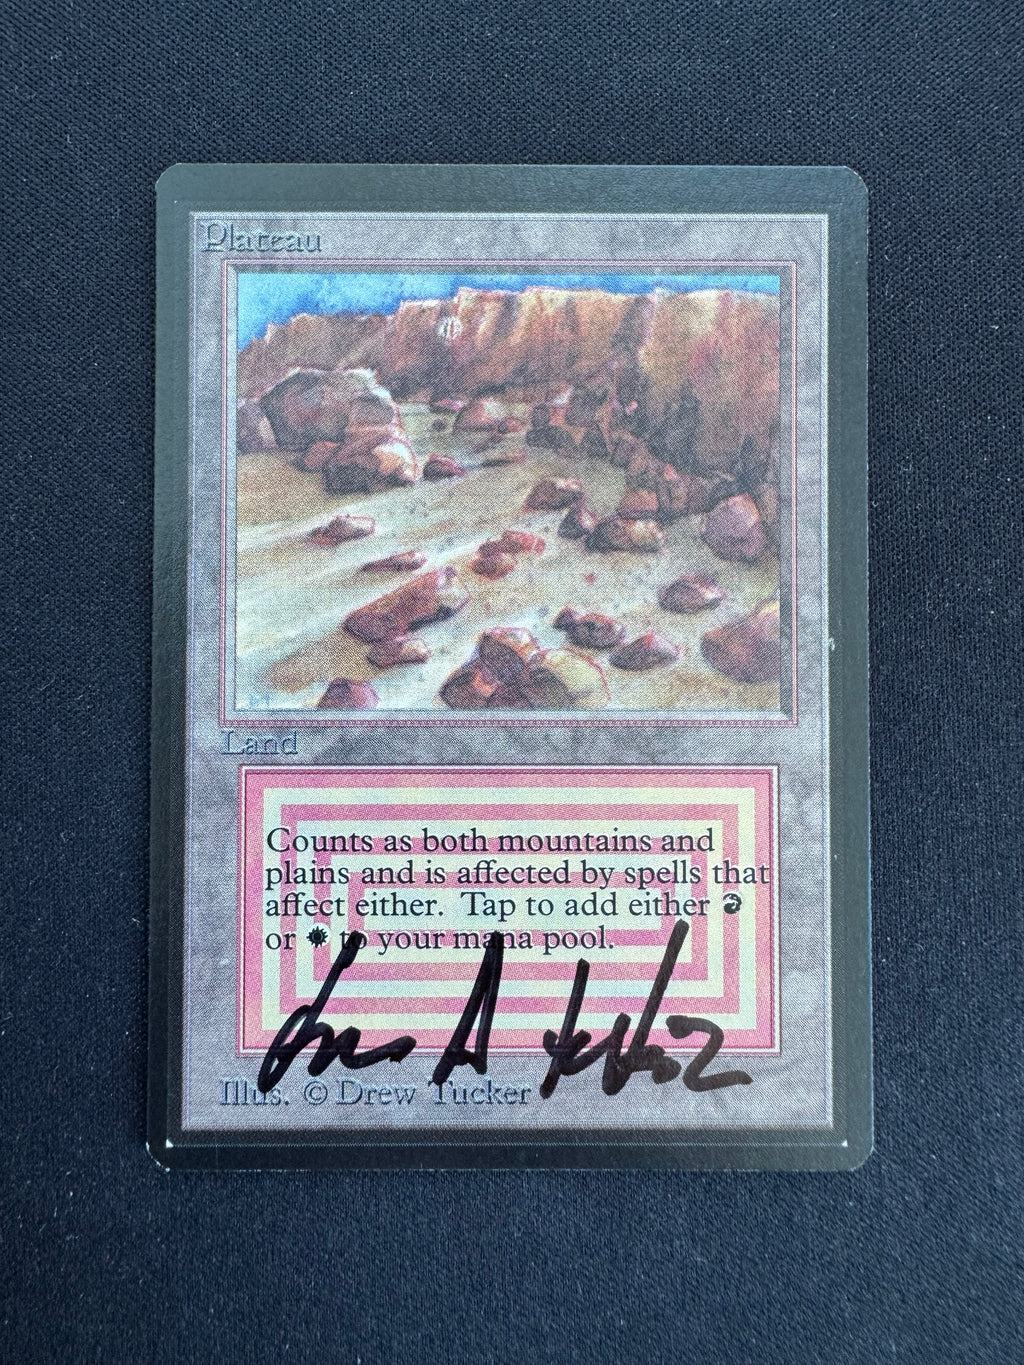 Plateau
Land
Counts as both mountains and
plains and is affected by spells that
affect either. Tap to add either
or to your mana pool.
Illus. © Drew Tucker